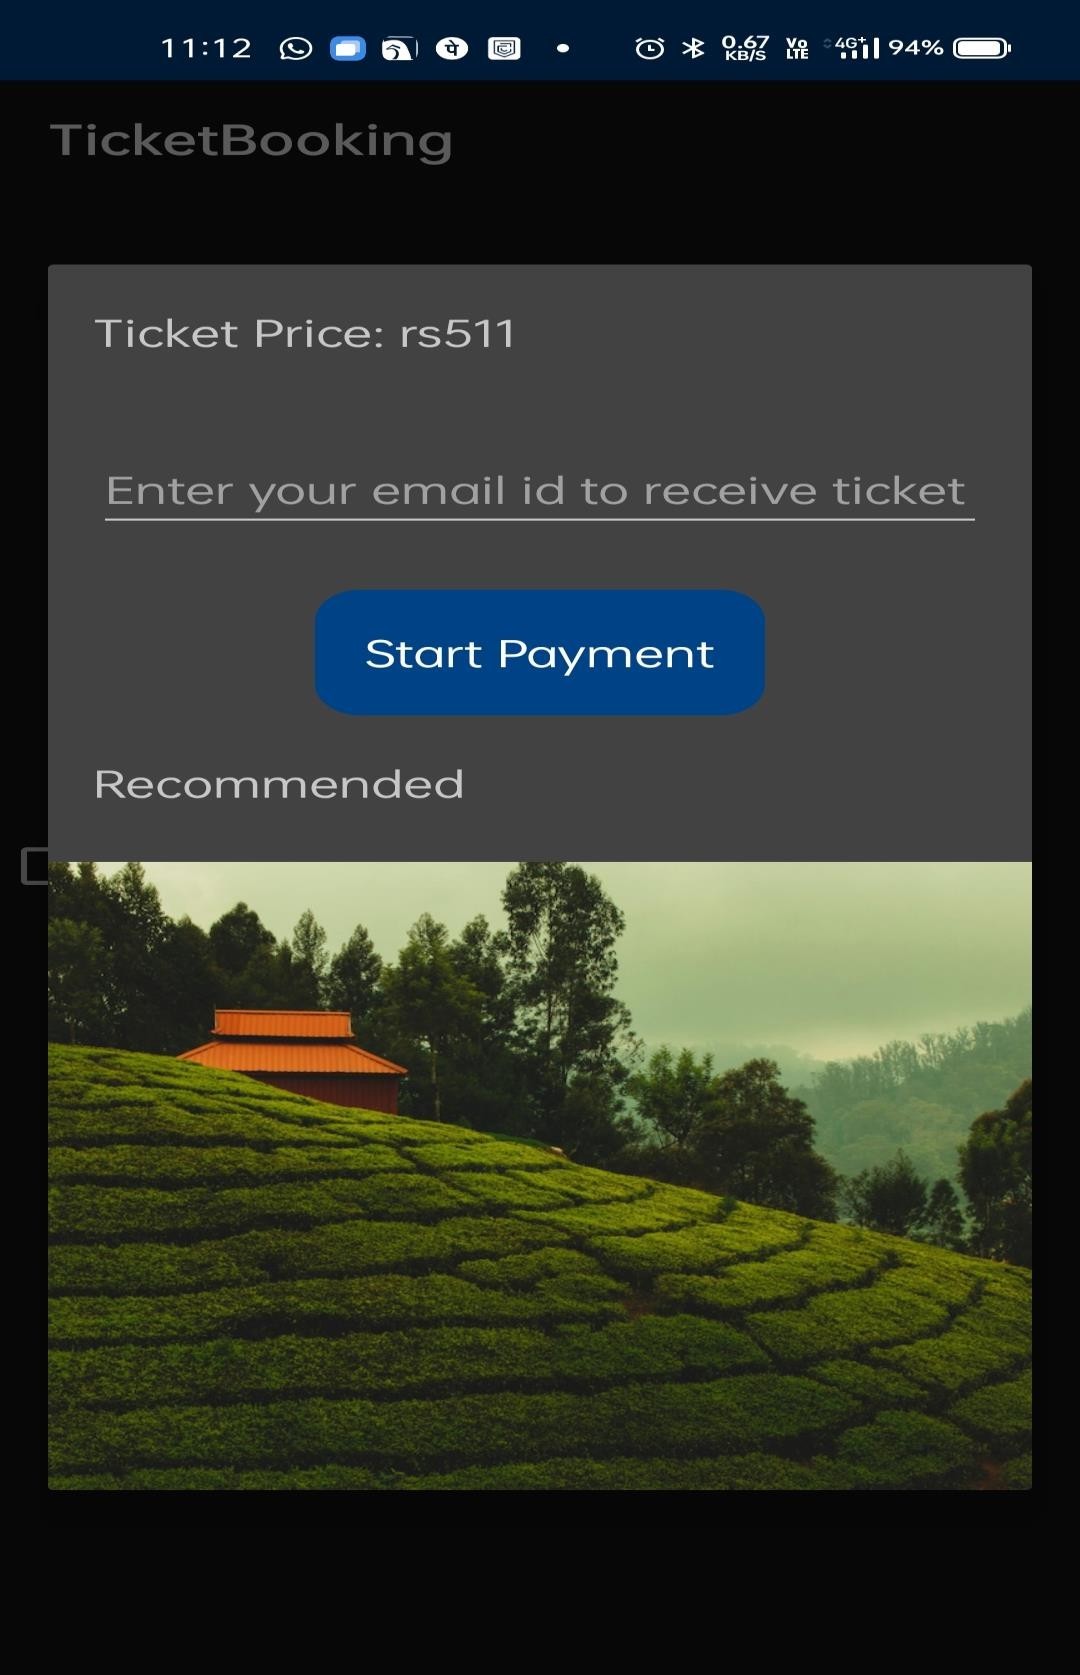 11:12 पे 0.67 KB/S Vo LTE 4G+ 94%
TicketBooking
Ticket Price: rs511
Enter your email id to receive ticket
Start Payment
Recommended